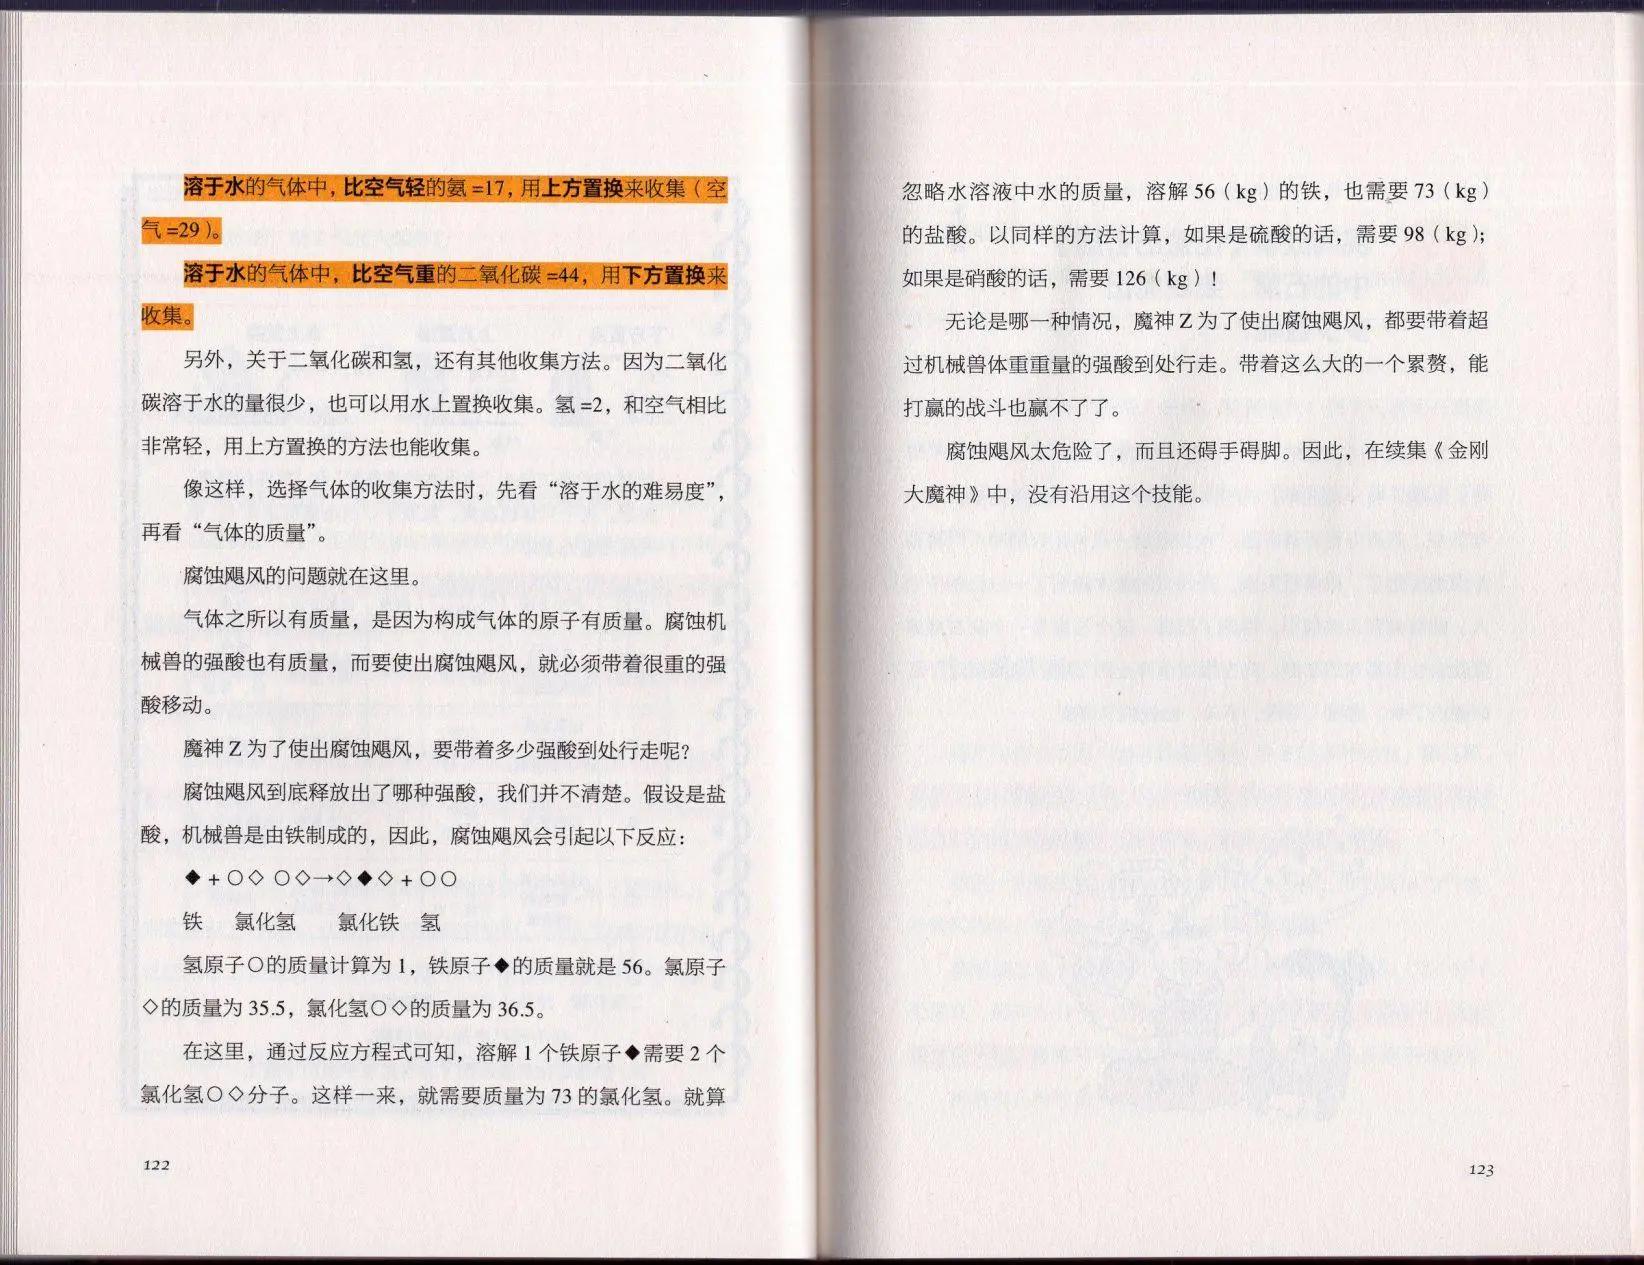 溶于水的气体中，比空气轻的氨 =17，用上方置换来收集（空
气 =29）。
溶于水的气体中，比空气重的二氧化碳 =44，用下方置换来
收集。
另外，关于二氧化碳和氢，还有其他收集方法。因为二氧化
碳溶于水的量很少，也可以用水上置换收集。氢 =2，和空气相比
非常轻，用上方置换的方法也能收集。
像这样，选择气体的收集方法时，先看“溶于水的难易度”，
再看“气体的质量”。
腐蚀飓风的问题就在这里。
气体之所以有质量，是因为构成气体的原子有质量。腐蚀机
械兽的强酸也有质量，而要使出腐蚀飓风，就必须带着很重的强
酸移动。
魔神 Z 为了使出腐蚀飓风，要带着多少强酸到处行走呢？
腐蚀飓风到底释放出了哪种强酸，我们并不清楚。假设是盐
酸，机械兽是由铁制成的，因此，腐蚀飓风会引起以下反应：
◆ + ○◇ ○◇→◇◆◇ + ○○
铁 氯化氢 氯化铁 氢
氢原子○的质量计算为 1，铁原子◆的质量就是 56。氯原子
◇的质量为 35.5，氯化氢○◇的质量为 36.5。
在这里，通过反应方程式可知，溶解 1 个铁原子◆需要 2 个
氯化氢○◇分子。这样一来，就需要质量为 73 的氯化氢。就算
122
忽略水溶液中水的质量，溶解 56（kg）的铁，也需要 73（kg）
的盐酸。以同样的方法计算，如果是硫酸的话，需要 98（kg）；
如果是硝酸的话，需要 126（kg）！
无论是哪一种情况，魔神 Z 为了使出腐蚀飓风，都要带着超
过机械兽体重重量的强酸到处行走。带着这么大的一个累赘，能
打赢的战斗也赢不了了。
腐蚀飓风太危险了，而且还碍手碍脚。因此，在续集《金刚
大魔神》中，没有沿用这个技能。
123